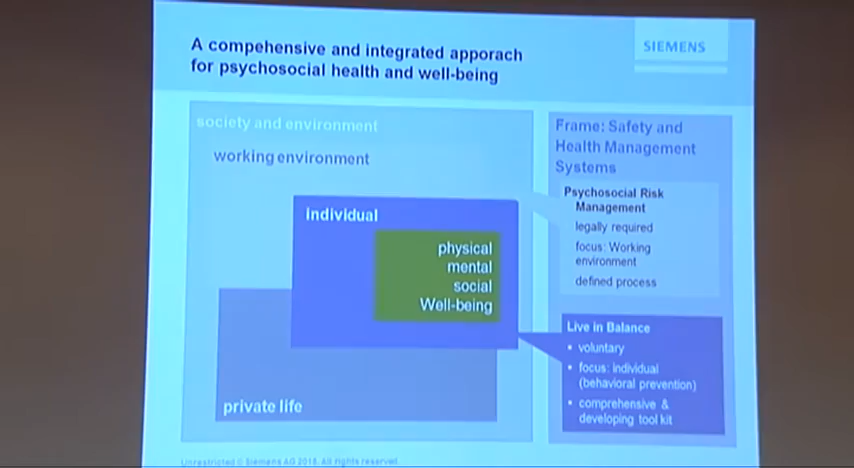 A compehensive and integrated apporach
for psychosocial health and well-being
SIEMENS
society and environment
working environment
individual
physical
mental
social
Well-being
private life
Frame: Safety and
Health Management
Systems
Psychosocial Risk
Management
legally required
focus: Working
environment
defined process
Live in Balance
• voluntary
• focus: individual
(behavioral prevention)
• comprehensive &
developing tool kit
Unrestricted © Siemens AG 2016. All rights reserved.